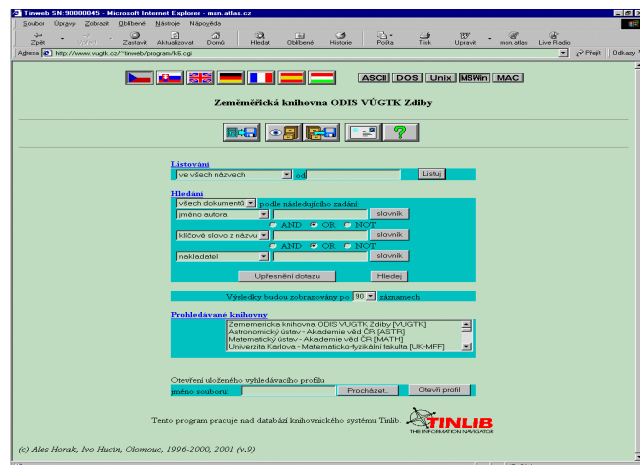 Tinweb SN:90000045 - Microsoft Internet Explorer - msn.atlas.cz
Soubor Úpravy Zobrazit Oblíbené Nástroje Nápověda
Zpět Vpřed Zastavit Aktualizovat Domů Hledat Oblíbené Historie Pošta Tisk Upravit msn.atlas Live Radio
Adresa http://www.vugtk.cz/~tinweb/program/k6.cgi Přejít Odkazy
ASCII DOS Unix MSWin MAC
Zeměměřická knihovna ODIS VÚGTK Zdiby
?
Listování
ve všech názvech od Listuj
Hledání
všech dokumentů podle následujícího zadání:
jméno autora slovník
AND OR NOT
klíčové slovo z názvu slovník
AND OR NOT
nakladatel slovník
Upřesnění dotazu Hledej
Výsledky budou zobrazovány po 90 záznamech
Prohledávané knihovny
Zememericka knihovna ODIS VUGTK Zdiby [VUGTK]
Astronomický ústav - Akademie věd ČR [ASTR]
Matematický ústav - Akademie věd ČR [MATH]
Univerzita Karlova - Matematicko-fyzikální fakulta [UK-MFF]
Otevření uloženého vyhledávacího profilu
jméno souboru: Procházet... Otevři profil
Tento program pracuje nad databází knihovnického systému Tinlib. TINLIB
THE INFORMATION NAVIGATOR
(c) Ales Horak, Ivo Hucin, Olomouc, 1996-2000, 2001 (v.9)